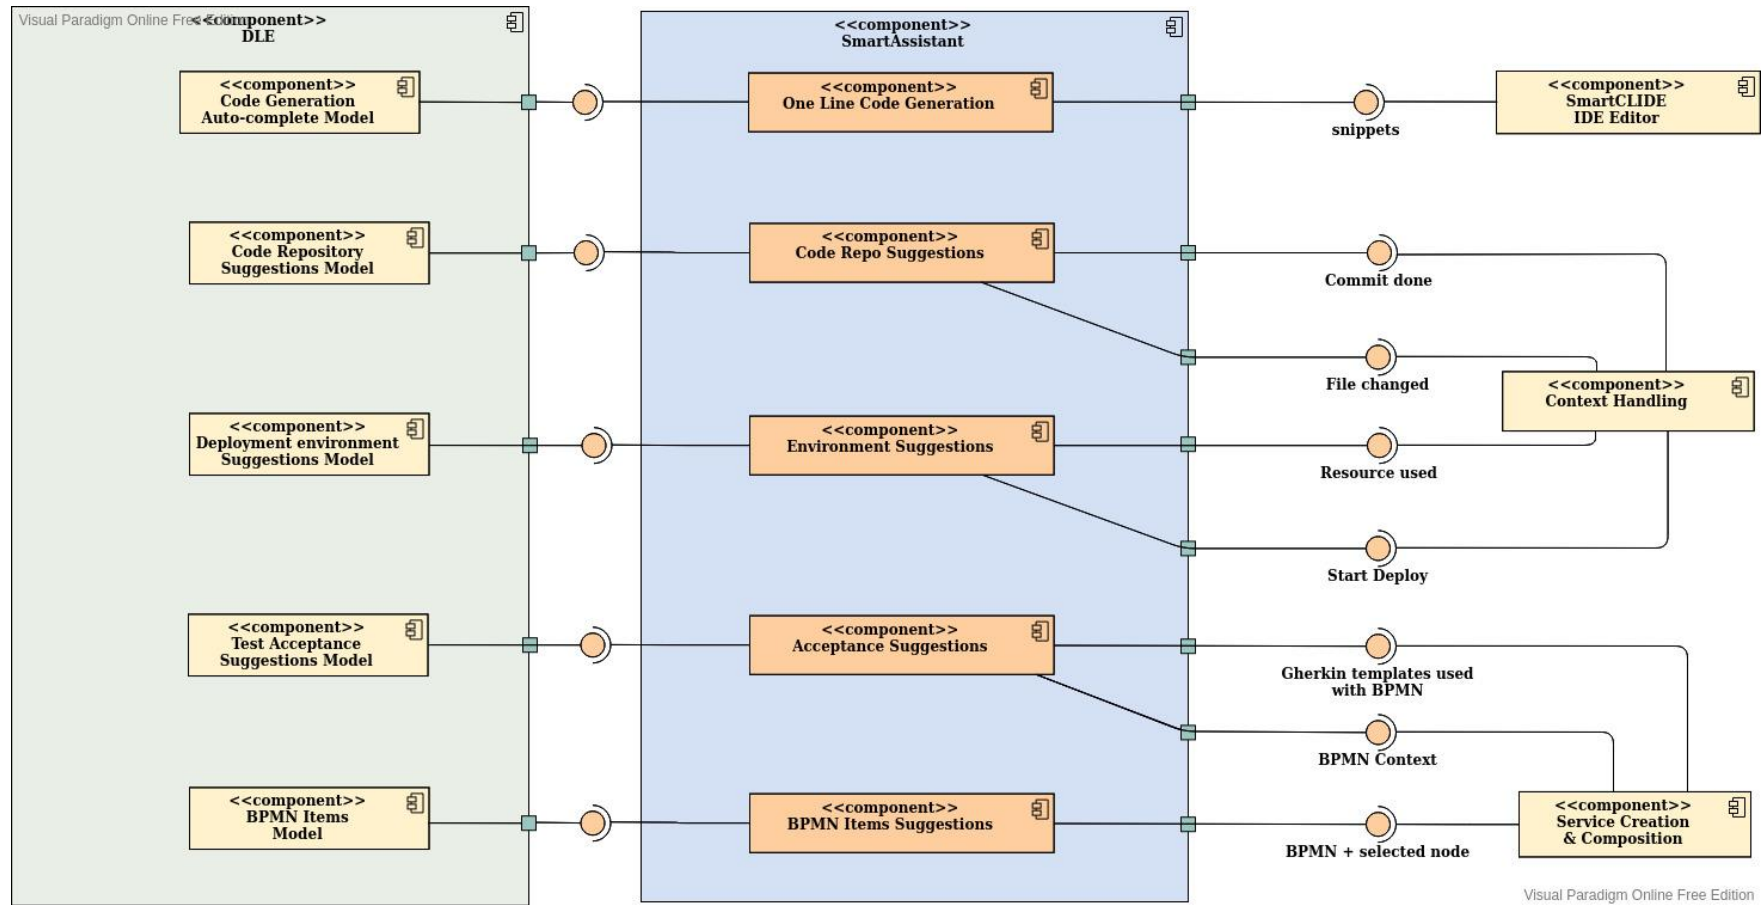 Visual Paradigm Online Free Edition
<<component>>
DLE
<<component>>
SmartAssistant
<<component>>
Code Generation
Auto-complete Model
<<component>>
One Line Code Generation
snippets
<<component>>
SmartCLIDE
IDE Editor
<<component>>
Code Repository
Suggestions Model
<<component>>
Code Repo Suggestions
Commit done
File changed
<<component>>
Context Handling
<<component>>
Deployment environment
Suggestions Model
<<component>>
Environment Suggestions
Resource used
Start Deploy
<<component>>
Test Acceptance
Suggestions Model
<<component>>
Acceptance Suggestions
Gherkin templates used
with BPMN
BPMN Context
<<component>>
BPMN Items
Model
<<component>>
BPMN Items Suggestions
BPMN + selected node
<<component>>
Service Creation
& Composition
Visual Paradigm Online Free Edition